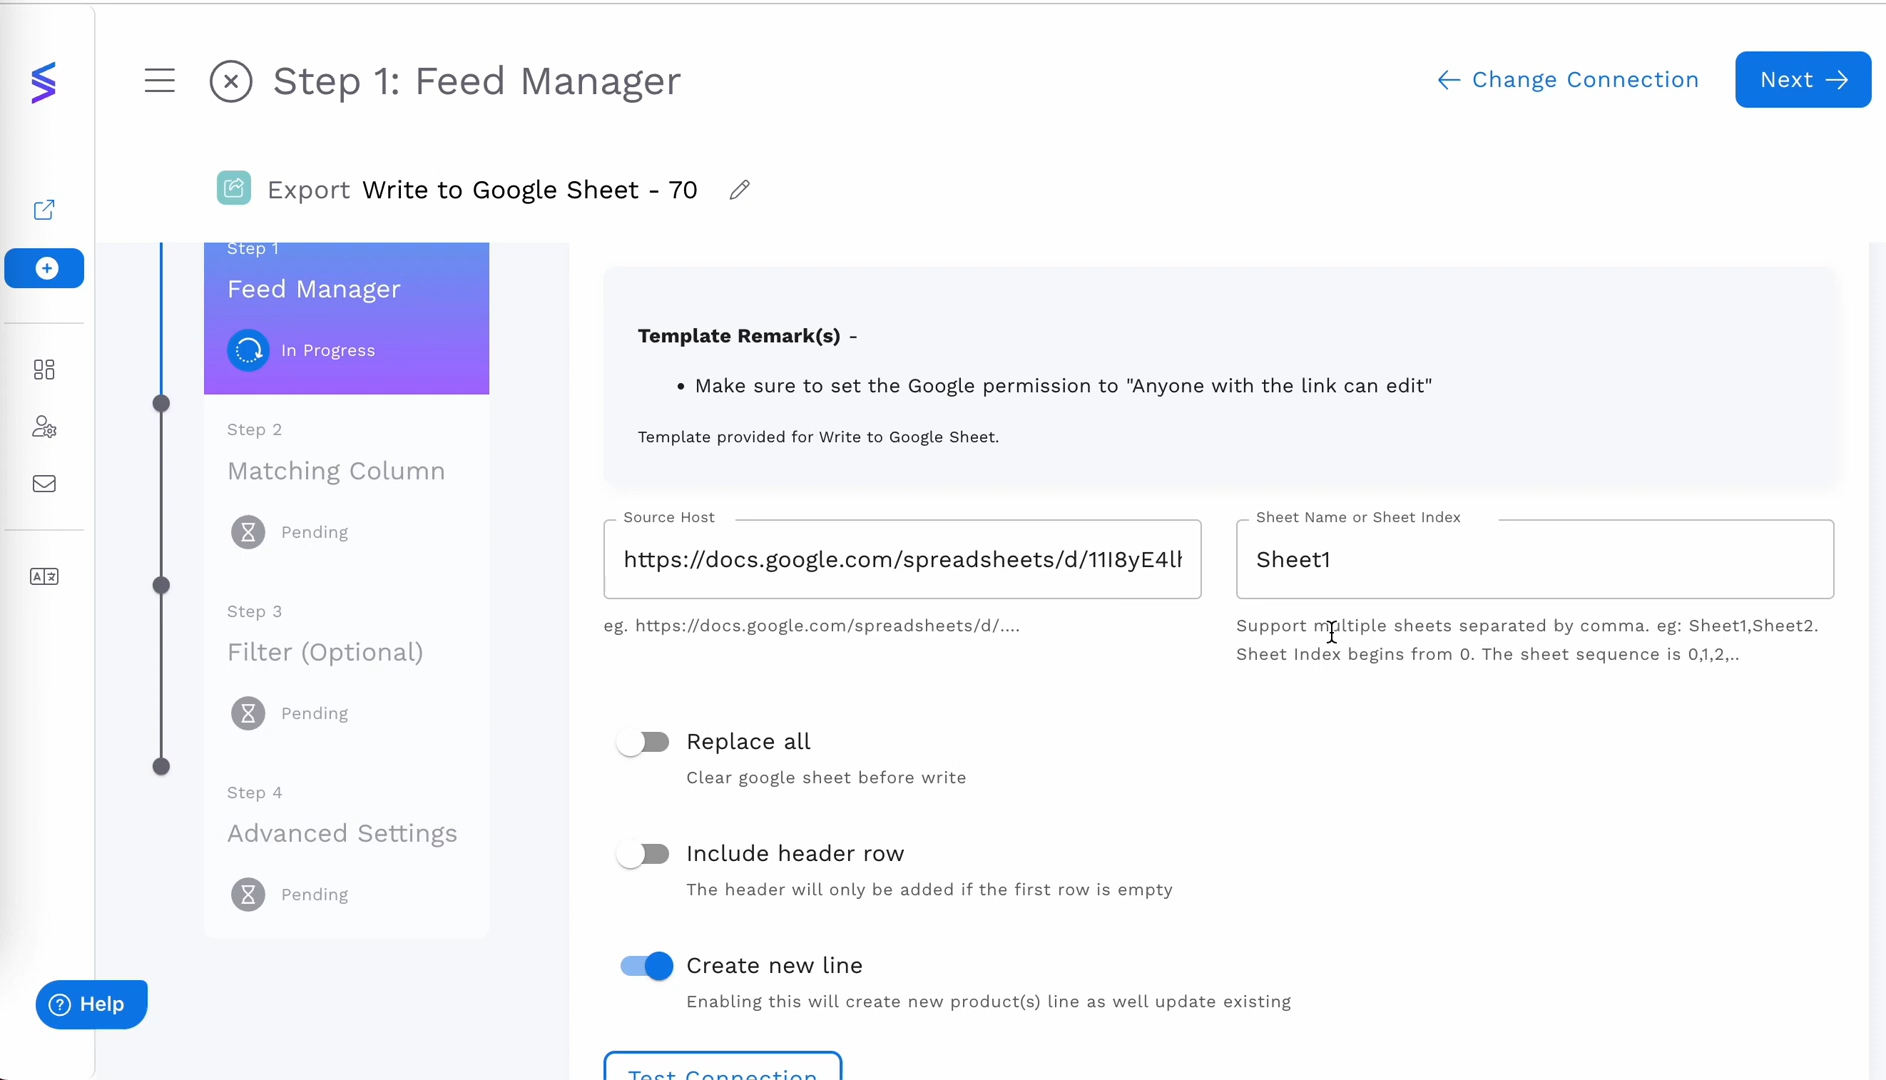 Step 1: Feed Manager
Change Connection
Next
Export Write to Google Sheet - 70
Step 1
Feed Manager
In Progress
Step 2
Matching Column
Pending
Step 3
Filter (Optional)
Pending
Step 4
Advanced Settings
Pending
Help
Template Remark(s) -
• Make sure to set the Google permission to "Anyone with the link can edit"
Template provided for Write to Google Sheet.
Source Host
https://docs.google.com/spreadsheets/d/11I8yE4l
eg. https://docs.google.com/spreadsheets/d/....
Sheet Name or Sheet Index
Sheet1
Support multiple sheets separated by comma. eg: Sheet1,Sheet2.
Sheet Index begins from 0. The sheet sequence is 0,1,2,..
Replace all
Clear google sheet before write
Include header row
The header will only be added if the first row is empty
Create new line
Enabling this will create new product(s) line as well update existing
Test Connection